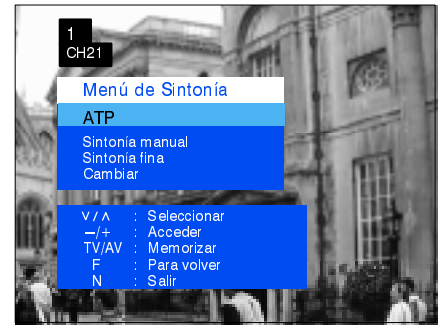 1
CH21
Menú de Sintonía
ATP
Sintonía manual
Sintonía fina
Cambiar
V / Λ : Seleccionar
–/+ : Acceder
TV/AV : Memorizar
F : Para volver
N : Salir